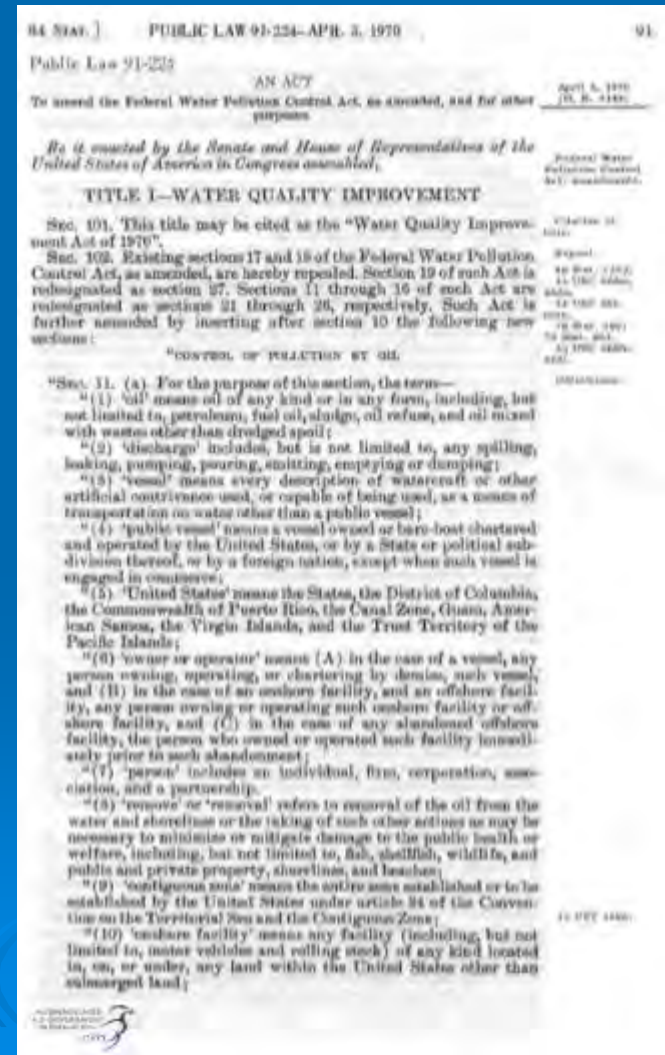 84 STAT. ] PUBLIC LAW 91-224-APR. 3, 1970 91
Public Law 91-224
AN ACT
April 3, 1970
To amend the Federal Water Pollution Control Act, as amended, and for other
purposes.
Be it enacted by the Senate and House of Representatives of the
United States of America in Congress assembled,
Federal Water
Pollution Control
Act, amendments.
TITLE I—WATER QUALITY IMPROVEMENT
SEC. 101. This title may be cited as the "Water Quality Improve-
ment Act of 1970".
Citation of
title.
SEC. 102. Existing sections 17 and 18 of the Federal Water Pollution
Control Act, as amended, are hereby repealed. Section 19 of such Act is
redesignated as section 27. Sections 11 through 16 of such Act are
redesignated as sections 21 through 26, respectively. Such Act is
further amended by inserting after section 10 the following new
sections:
Repeal.
"CONTROL OF POLLUTION BY OIL
"SEC. 11. (a) For the purpose of this section, the term—
Definitions.
"(1) 'oil' means oil of any kind or in any form, including, but
not limited to, petroleum, fuel oil, sludge, oil refuse, and oil mixed
with wastes other than dredged spoil;
"(2) 'discharge' includes, but is not limited to, any spilling,
leaking, pumping, pouring, emitting, emptying or dumping;
"(3) 'vessel' means every description of watercraft or other
artificial contrivance used, or capable of being used, as a means of
transportation on water other than a public vessel;
"(4) 'public vessel' means a vessel owned or bare-boat chartered
and operated by the United States, or by a State or political sub-
division thereof, or by a foreign nation, except when such vessel is
engaged in commerce;
"(5) 'United States' means the States, the District of Columbia,
the Commonwealth of Puerto Rico, the Canal Zone, Guam, Amer-
ican Samoa, the Virgin Islands, and the Trust Territory of the
Pacific Islands;
"(6) 'owner or operator' means (A) in the case of a vessel, any
person owning, operating, or chartering by demise, such vessel,
and (B) in the case of an onshore facility, and an offshore facil-
ity, any person owning or operating such onshore facility or off-
shore facility, and (C) in the case of any abandoned offshore
facility, the person who owned or operated such facility immedi-
ately prior to such abandonment;
"(7) 'person' includes an individual, firm, corporation, asso-
ciation, and a partnership.
"(8) 'remove' or 'removal' refers to removal of the oil from the
water and shorelines or the taking of such other actions as may be
necessary to minimize or mitigate damage to the public health or
welfare, including, but not limited to, fish, shellfish, wildlife, and
public and private property, shorelines, and beaches;
"(9) 'contiguous zone' means the entire zone established or to be
established by the United States under article 24 of the Conven-
tion on the Territorial Sea and the Contiguous Zone;
"(10) 'onshore facility' means any facility (including, but not
limited to, motor vehicles and rolling stock) of any kind located
in, on, or under, any land within the United States other than
submerged land;